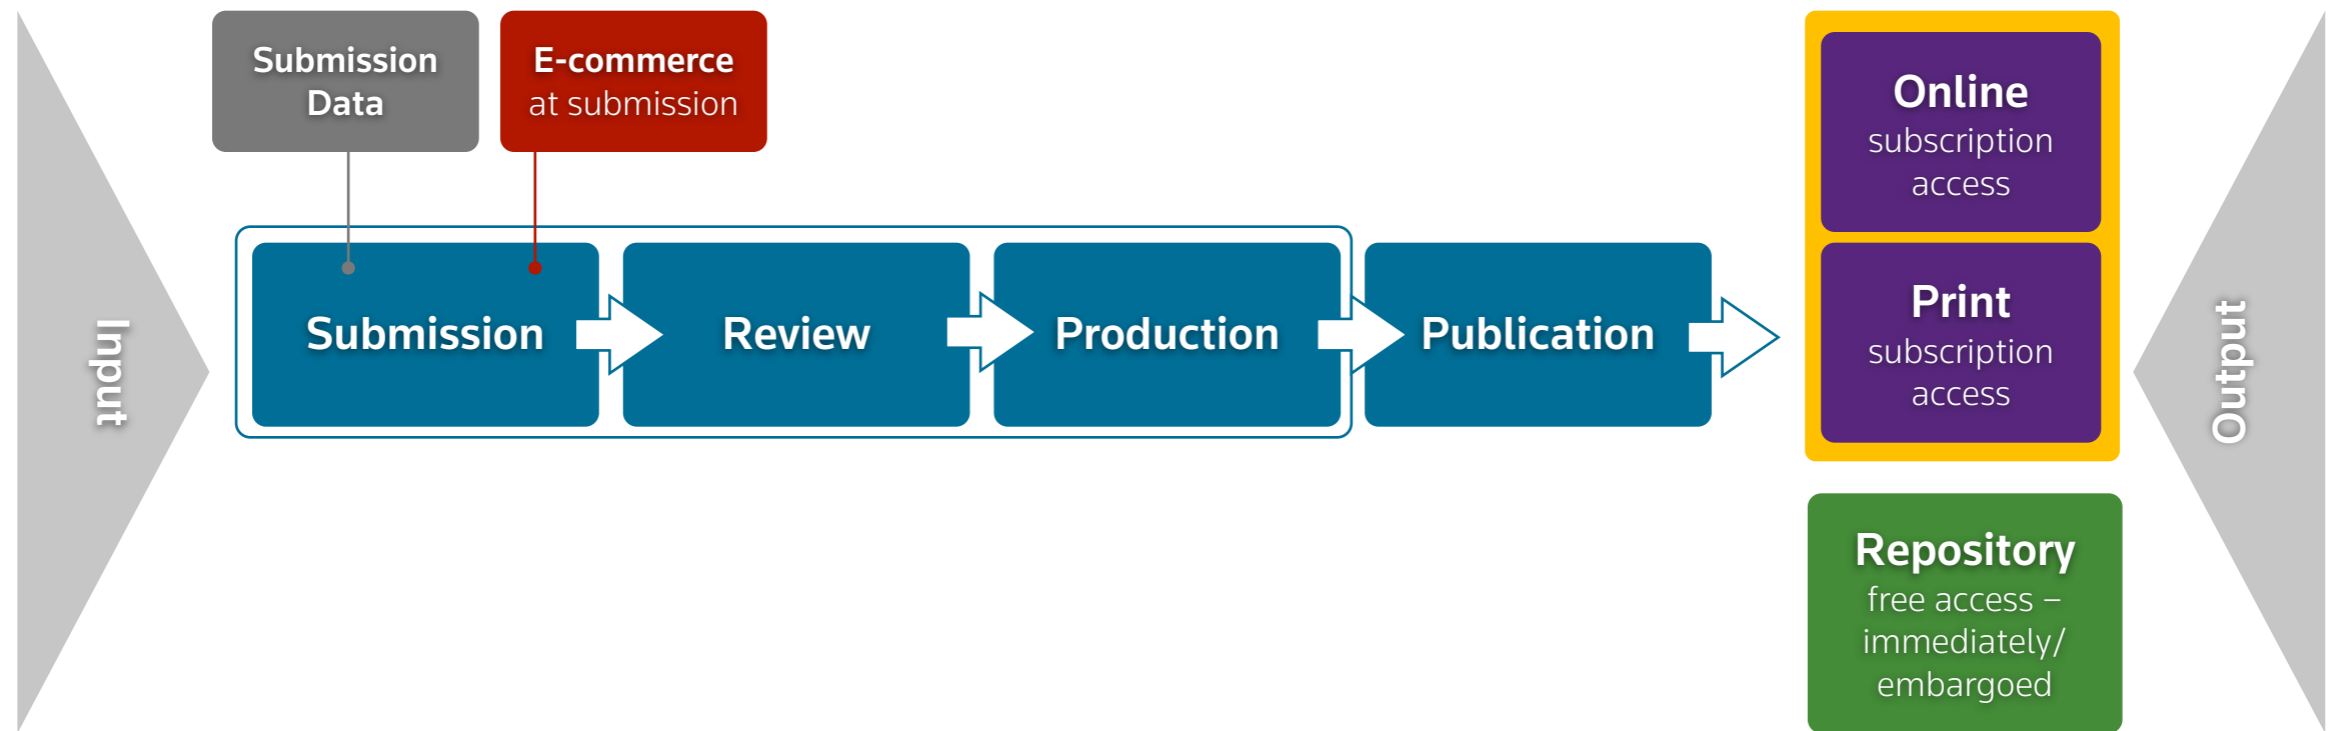 Input
Submission
Data
E-commerce
at submission
Submission
Review
Production
Publication
Online
subscription
access
Print
subscription
access
Repository
free access –
immediately/
embargoed
Output